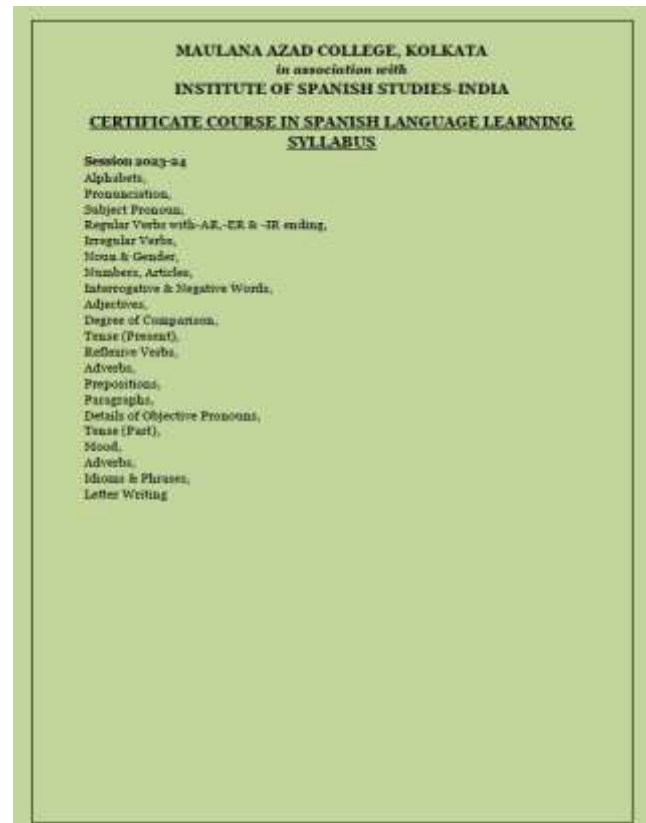 MAULANA AZAD COLLEGE, KOLKATA
in association with
INSTITUTE OF SPANISH STUDIES-INDIA
CERTIFICATE COURSE IN SPANISH LANGUAGE LEARNING
SYLLABUS
Session 2023-24
Alphabets,
Pronunciation,
Subject Pronoun,
Regular Verbs with-AR,-ER & -IR ending,
Irregular Verbs,
Noun & Gender,
Numbers, Articles,
Interrogative & Negative Words,
Adjectives,
Degree of Comparison,
Tense (Present),
Reflexive Verbs,
Adverbs,
Prepositions,
Paragraphs,
Details of Objective Pronouns,
Tense (Past),
Mood,
Adverbs,
Idioms & Phrases,
Letter Writing